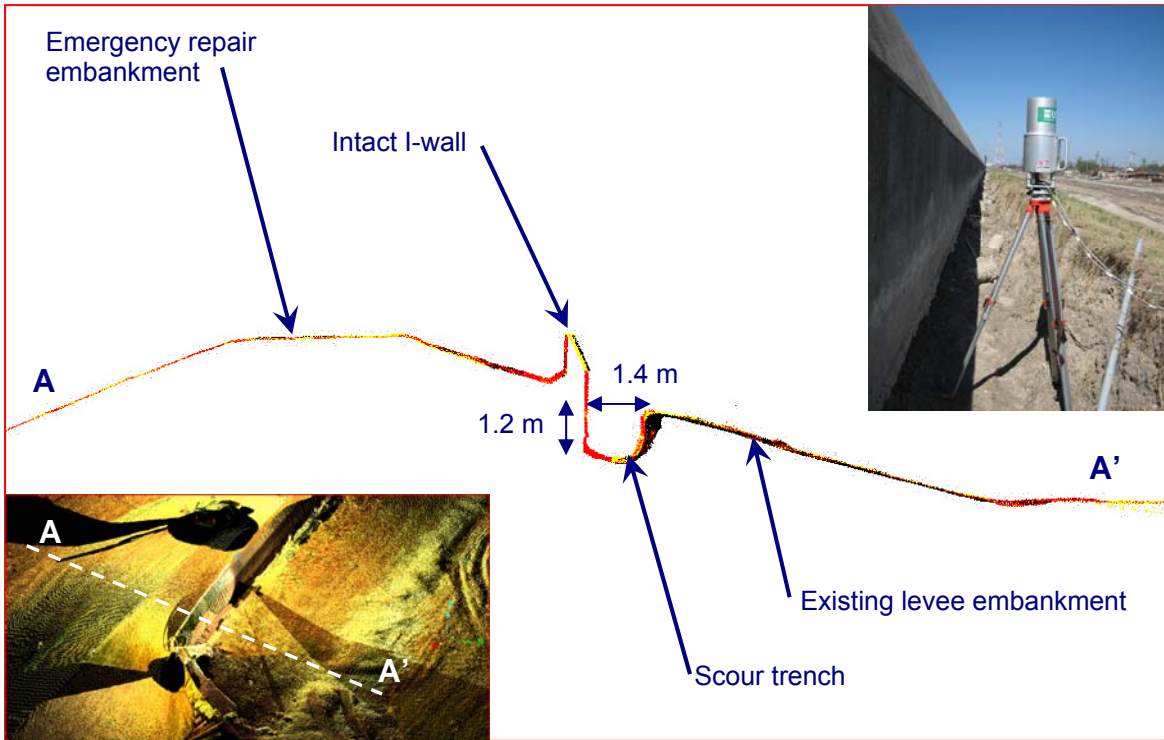 Emergency repair
embankment
Intact I-wall
A
1.4 m
1.2 m
A'
A
A'
Existing levee embankment
Scour trench